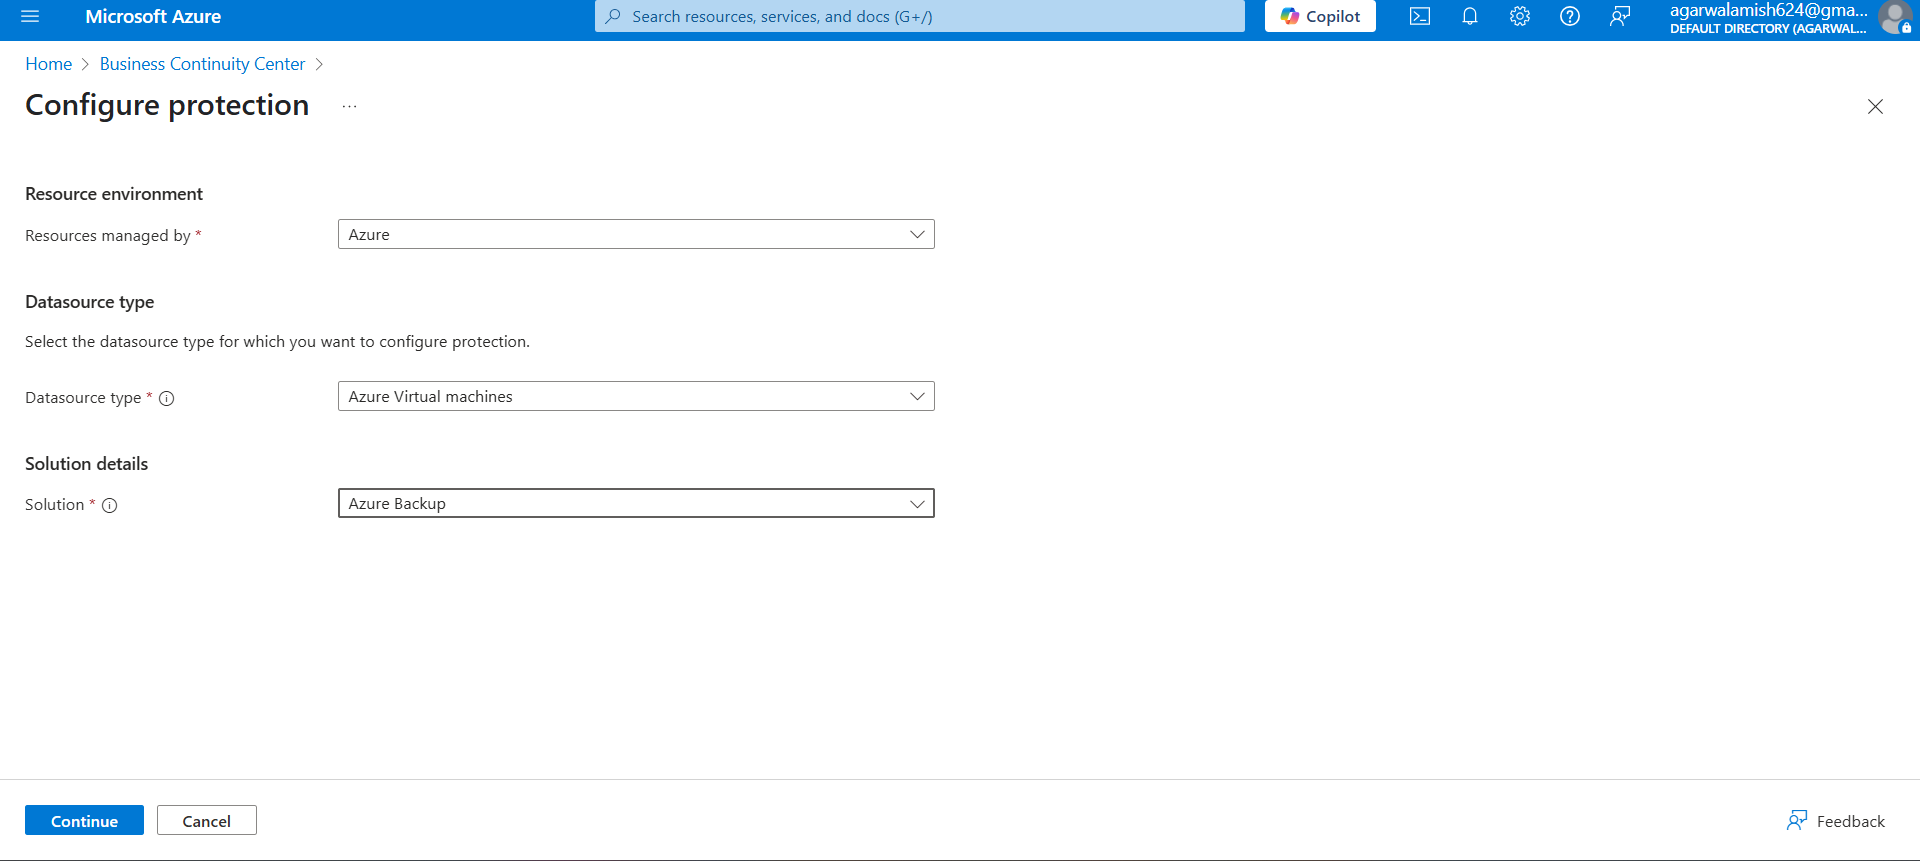 Microsoft Azure
Search resources, services, and docs (G+/)
Copilot
agarwalamish624@gma...
DEFAULT DIRECTORY (AGARWAL...
Home > Business Continuity Center >
Configure protection ...
Resource environment
Resources managed by *
Azure
Datasource type
Select the datasource type for which you want to configure protection.
Datasource type *
Azure Virtual machines
Solution details
Solution *
Azure Backup
Continue
Cancel
Feedback